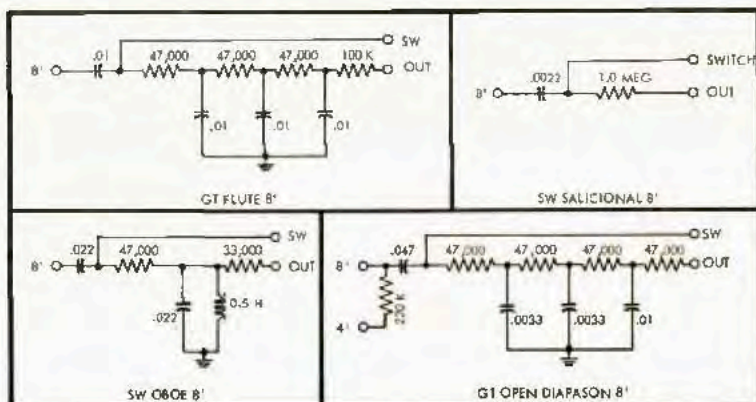 SW
.01 47,000 47,000 47,000 100 K
8' OUT
.01 .01 .01
GT FLUTE 8'
SWITCH
.0022 1.0 MEG
8' OUT
SW SALICIONAL 8'
SW
.022 47,000 33,000
8' OUT
.022 0.5 H
SW OBOE 8'
SW
.047 47,000 47,000 47,000 47,000
8' OUT
220 K
4'
.0033 .0033 .01
GT OPEN DIAPASON 8'